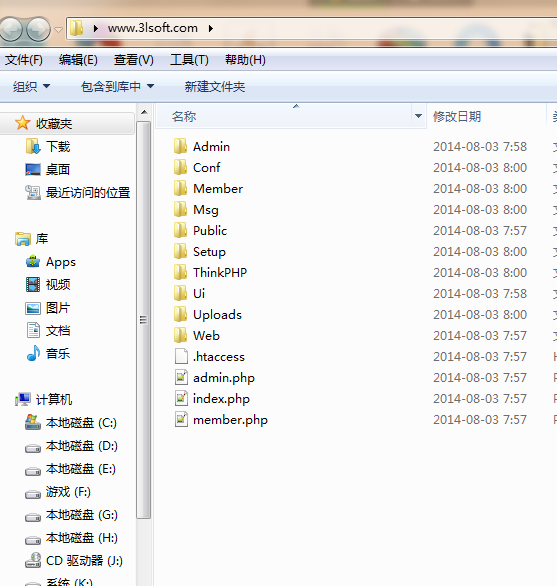 www.3lsoft.com
文件(F) 编辑(E) 查看(V) 工具(T) 帮助(H)
组织 包含到库中 新建文件夹
收藏夹
下载
桌面
最近访问的位置
库
Apps
视频
图片
文档
音乐
计算机
本地磁盘 (C:)
本地磁盘 (D:)
本地磁盘 (E:)
游戏 (F:)
本地磁盘 (G:)
本地磁盘 (H:)
CD 驱动器 (J:)
系统 (K:)
名称 修改日期
Admin 2014-08-03 7:58
Conf 2014-08-03 8:00
Member 2014-08-03 8:00
Msg 2014-08-03 8:00
Public 2014-08-03 7:57
Setup 2014-08-03 8:00
ThinkPHP 2014-08-03 8:00
Ui 2014-08-03 7:58
Uploads 2014-08-03 8:00
Web 2014-08-03 7:57
.htaccess 2014-08-03 7:57
admin.php 2014-08-03 7:57
index.php 2014-08-03 7:57
member.php 2014-08-03 7:57